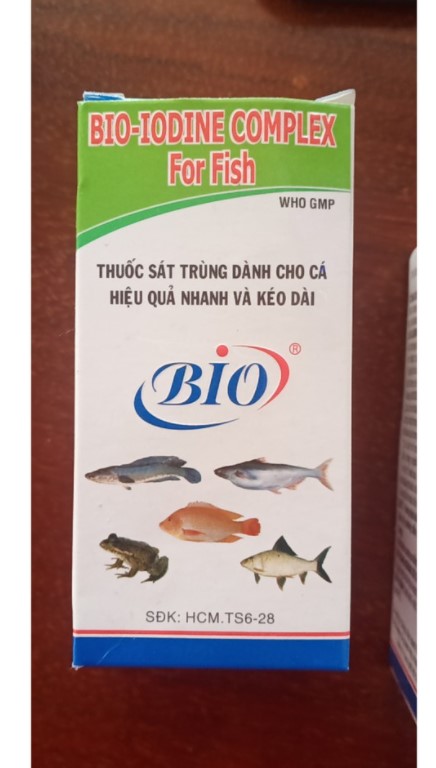 BIO-IODINE COMPLEX
For Fish
WHO GMP
THUỐC SÁT TRÙNG DÀNH CHO CÁ
HIỆU QUẢ NHANH VÀ KÉO DÀI
BIO®
SĐK: HCM.TS6-28